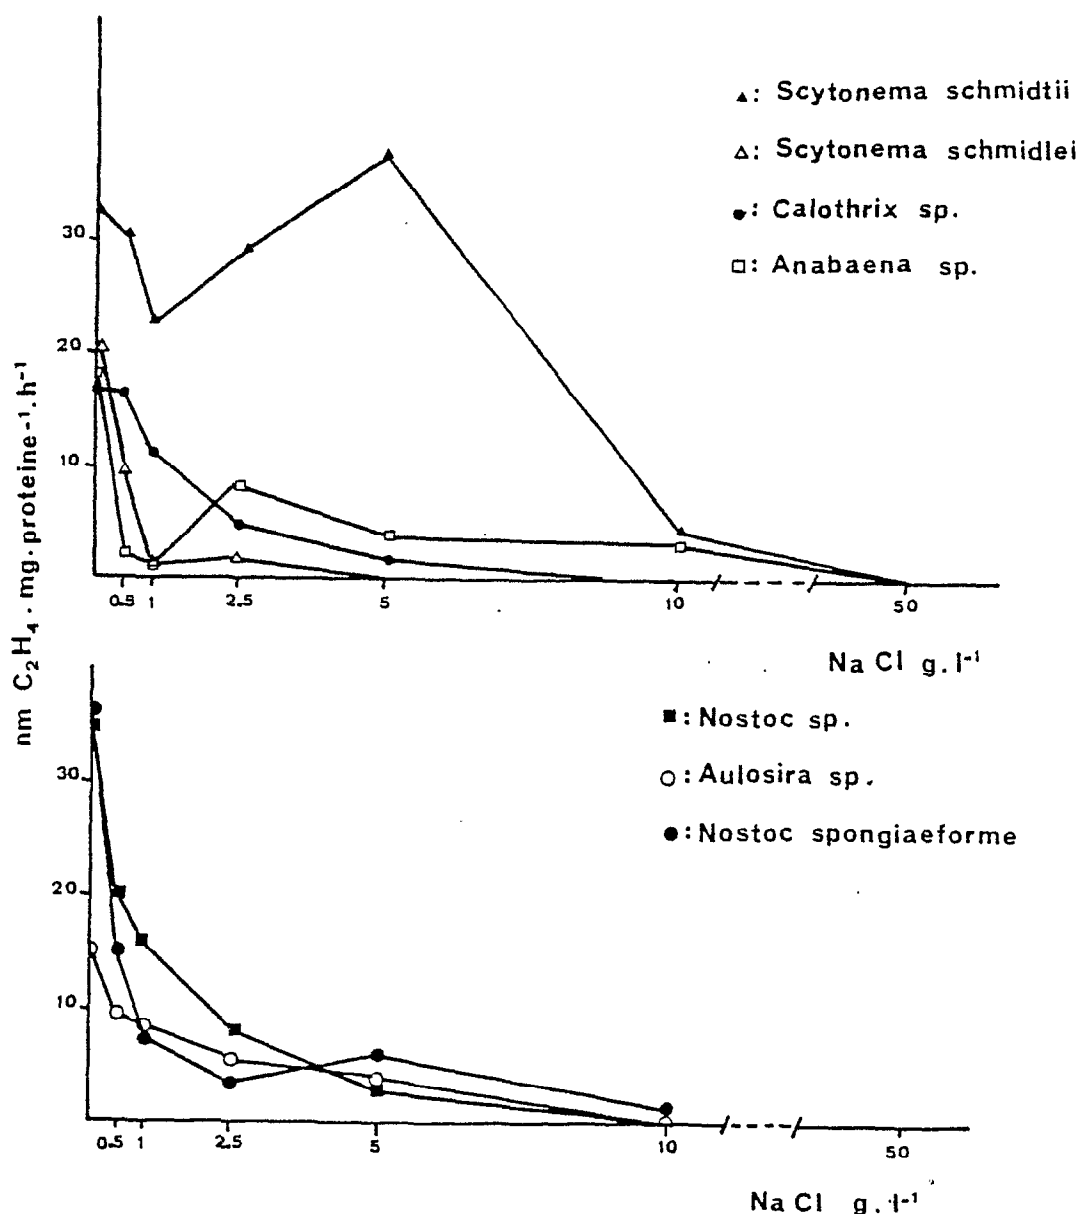 ▲: Scytonema schmidtii
△: Scytonema schmidlei
●: Calothrix sp.
□: Anabaena sp.
30
20
10
0.5 1 2.5 5 10 50
Na Cl g.l⁻¹
nm C₂H₄.mg.proteine⁻¹.h⁻¹
■: Nostoc sp.
○: Aulosira sp.
●: Nostoc spongiaeforme
30
20
10
0.5 1 2.5 5 10 50
Na Cl g.l⁻¹